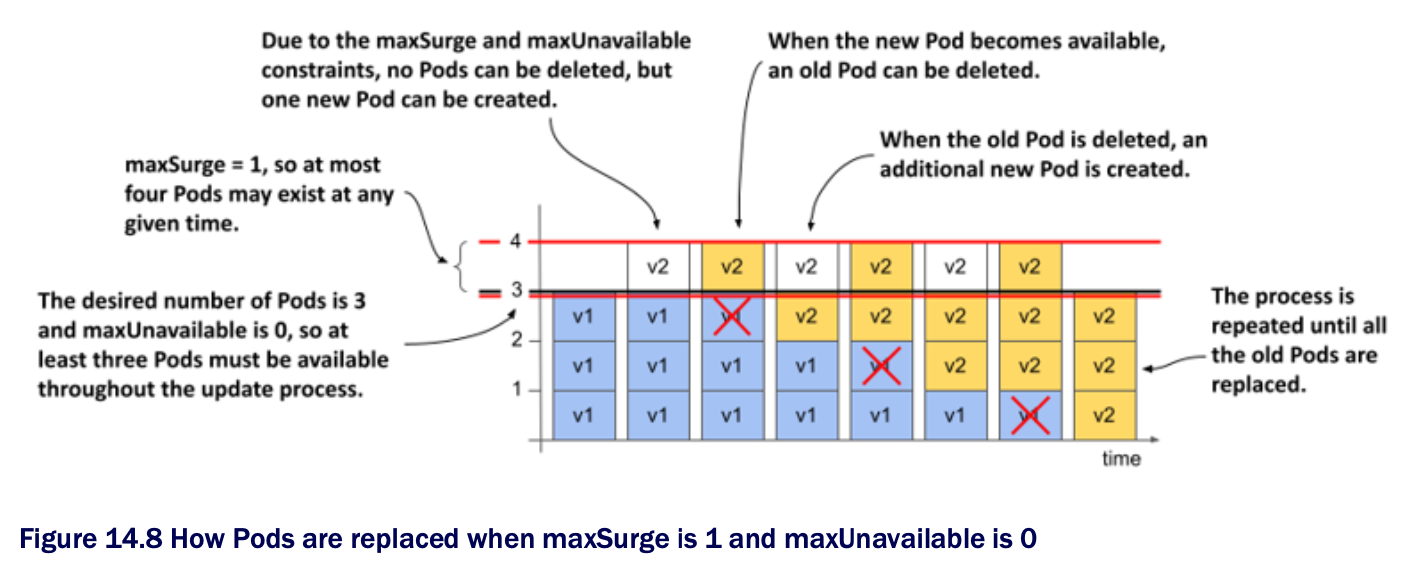 Due to the maxSurge and maxUnavailable
constraints, no Pods can be deleted, but
one new Pod can be created.
When the new Pod becomes available,
an old Pod can be deleted.
When the old Pod is deleted, an
additional new Pod is created.
maxSurge = 1, so at most
four Pods may exist at any
given time.
The desired number of Pods is 3
and maxUnavailable is 0, so at
least three Pods must be available
throughout the update process.
The process is
repeated until all
the old Pods are
replaced.
4
v2 v2 v2 v2 v2 v2
3
v1 v1 v1 v2 v2 v2 v2 v2
2
v1 v1 v1 v1 v1 v2 v2 v2
1
v1 v1 v1 v1 v1 v1 v1 v2
time
Figure 14.8 How Pods are replaced when maxSurge is 1 and maxUnavailable is 0